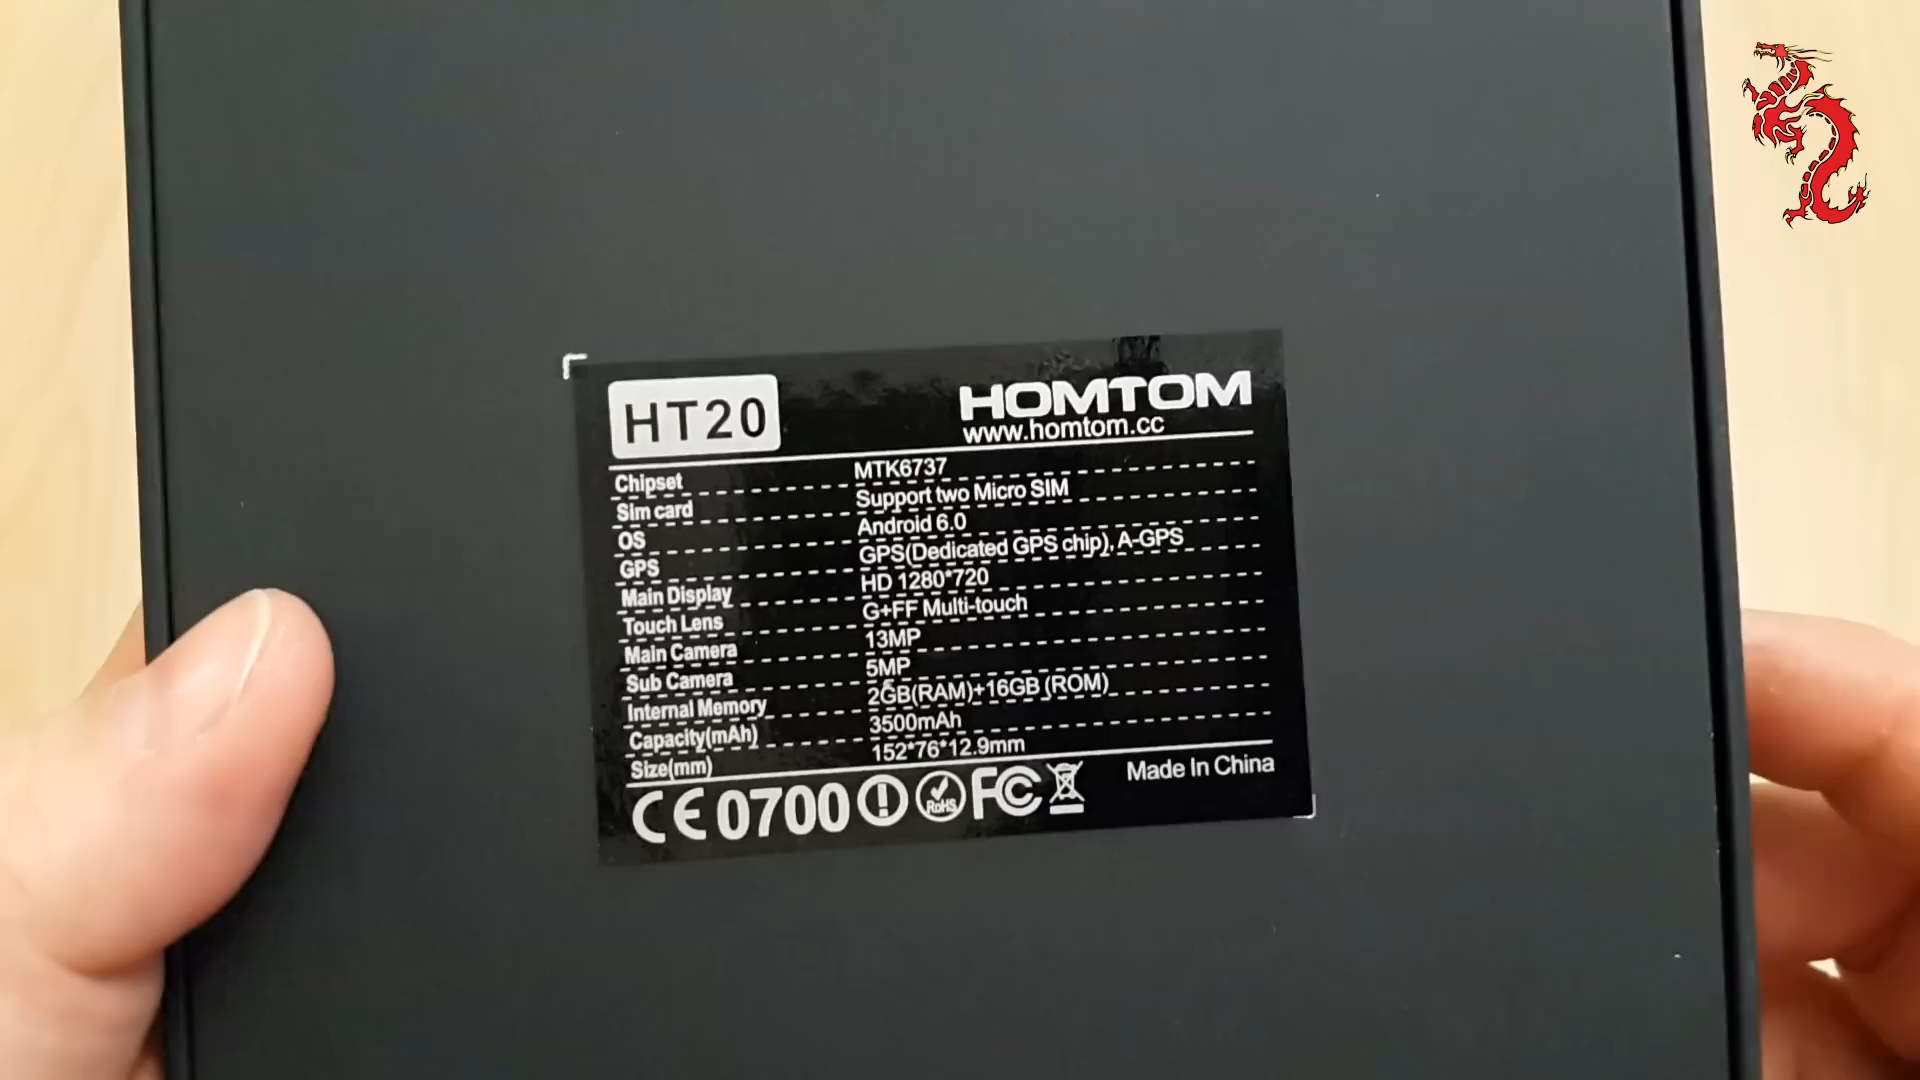 HT20
HOMTOM
www.homtom.cc
Chipset MTK6737
Sim card Support two Micro SIM
OS Android 6.0
GPS GPS(Dedicated GPS chip), A-GPS
Main Display HD 1280*720
Touch Lens G+FF Multi-touch
Main Camera 13MP
Sub Camera 5MP
Internal Memory 2GB(RAM)+16GB (ROM)
Capacity(mAh) 3500mAh
Size(mm) 152*76*12.9mm
CE0700 RoHS FC Made In China